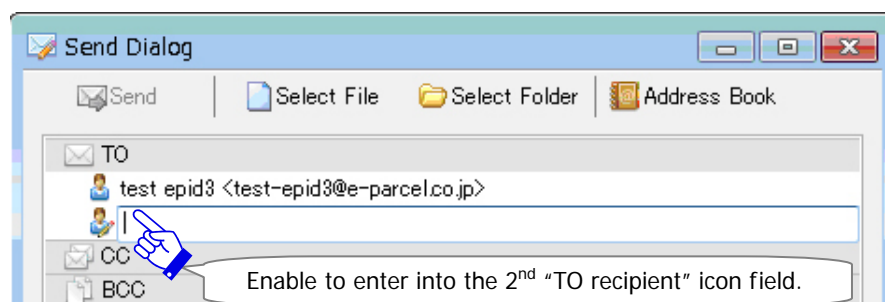 Send Dialog
Send Select File Select Folder Address Book
TO
test epid3 <test-epid3@e-parcel.co.jp>
CC
Enable to enter into the 2nd "TO recipient" icon field.
BCC